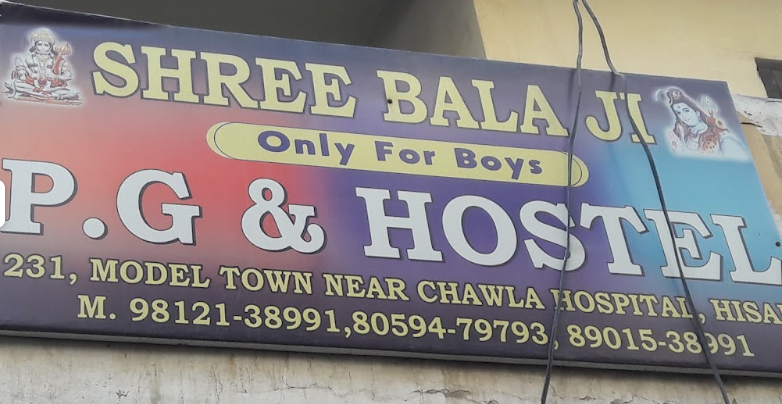 SHREE BALA JI
Only For Boys
P.G & HOSTEL
231, MODEL TOWN NEAR CHAWLA HOSPITAL, HISA
M. 98121-38991,80594-79793, 89015-38991